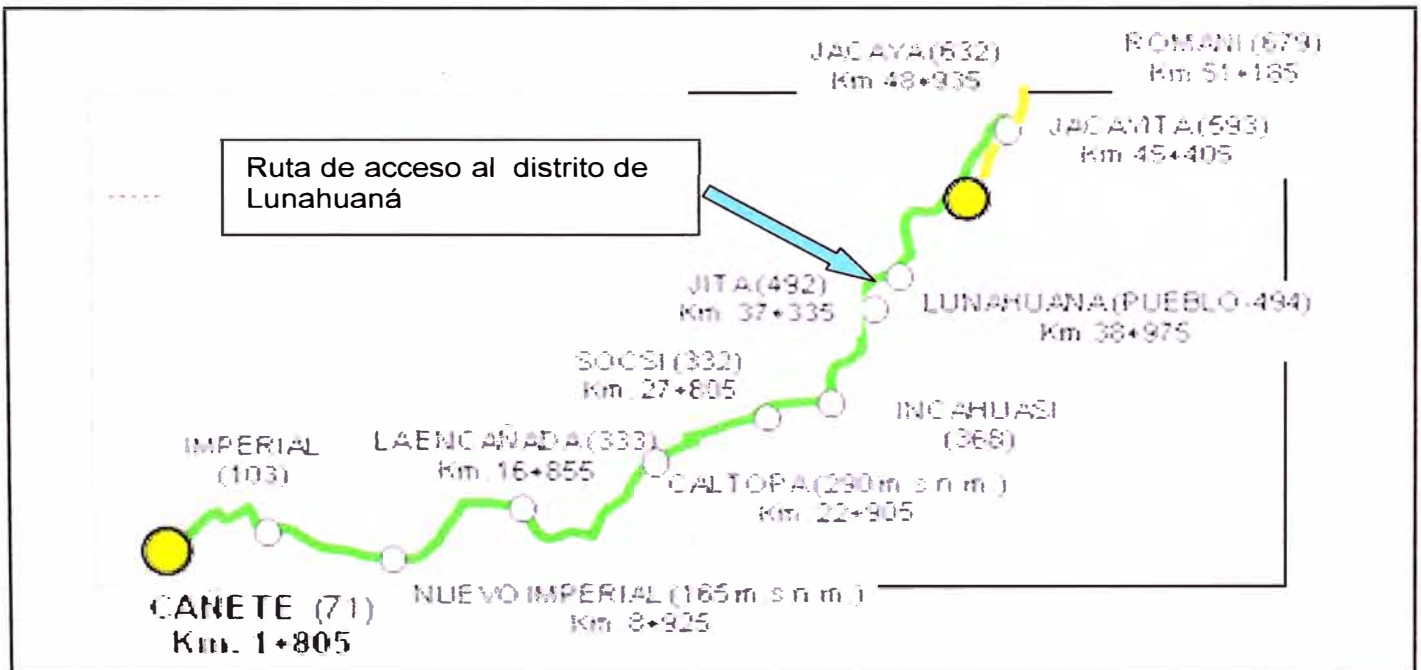 JACAYA (632)
Km 48+935
ROMANI (679)
Km 51+185
JACAYITA (593)
Km 45+405
Ruta de acceso al distrito de
Lunahuaná
JITA (492)
Km. 37+335
LUNAHUANA (PUEBLO-494)
Km 38+975
SOCSI (332)
Km. 27+805
INCAHUASI
(368)
IMPERIAL
(103)
LA ENCAÑADA (333)
Km. 16+855
CALTOPA (290 m.s.n.m.)
Km. 22+905
CAÑETE (71)
Km. 1+805
NUEVO IMPERIAL (165 m.s.n.m.)
Km 8+925